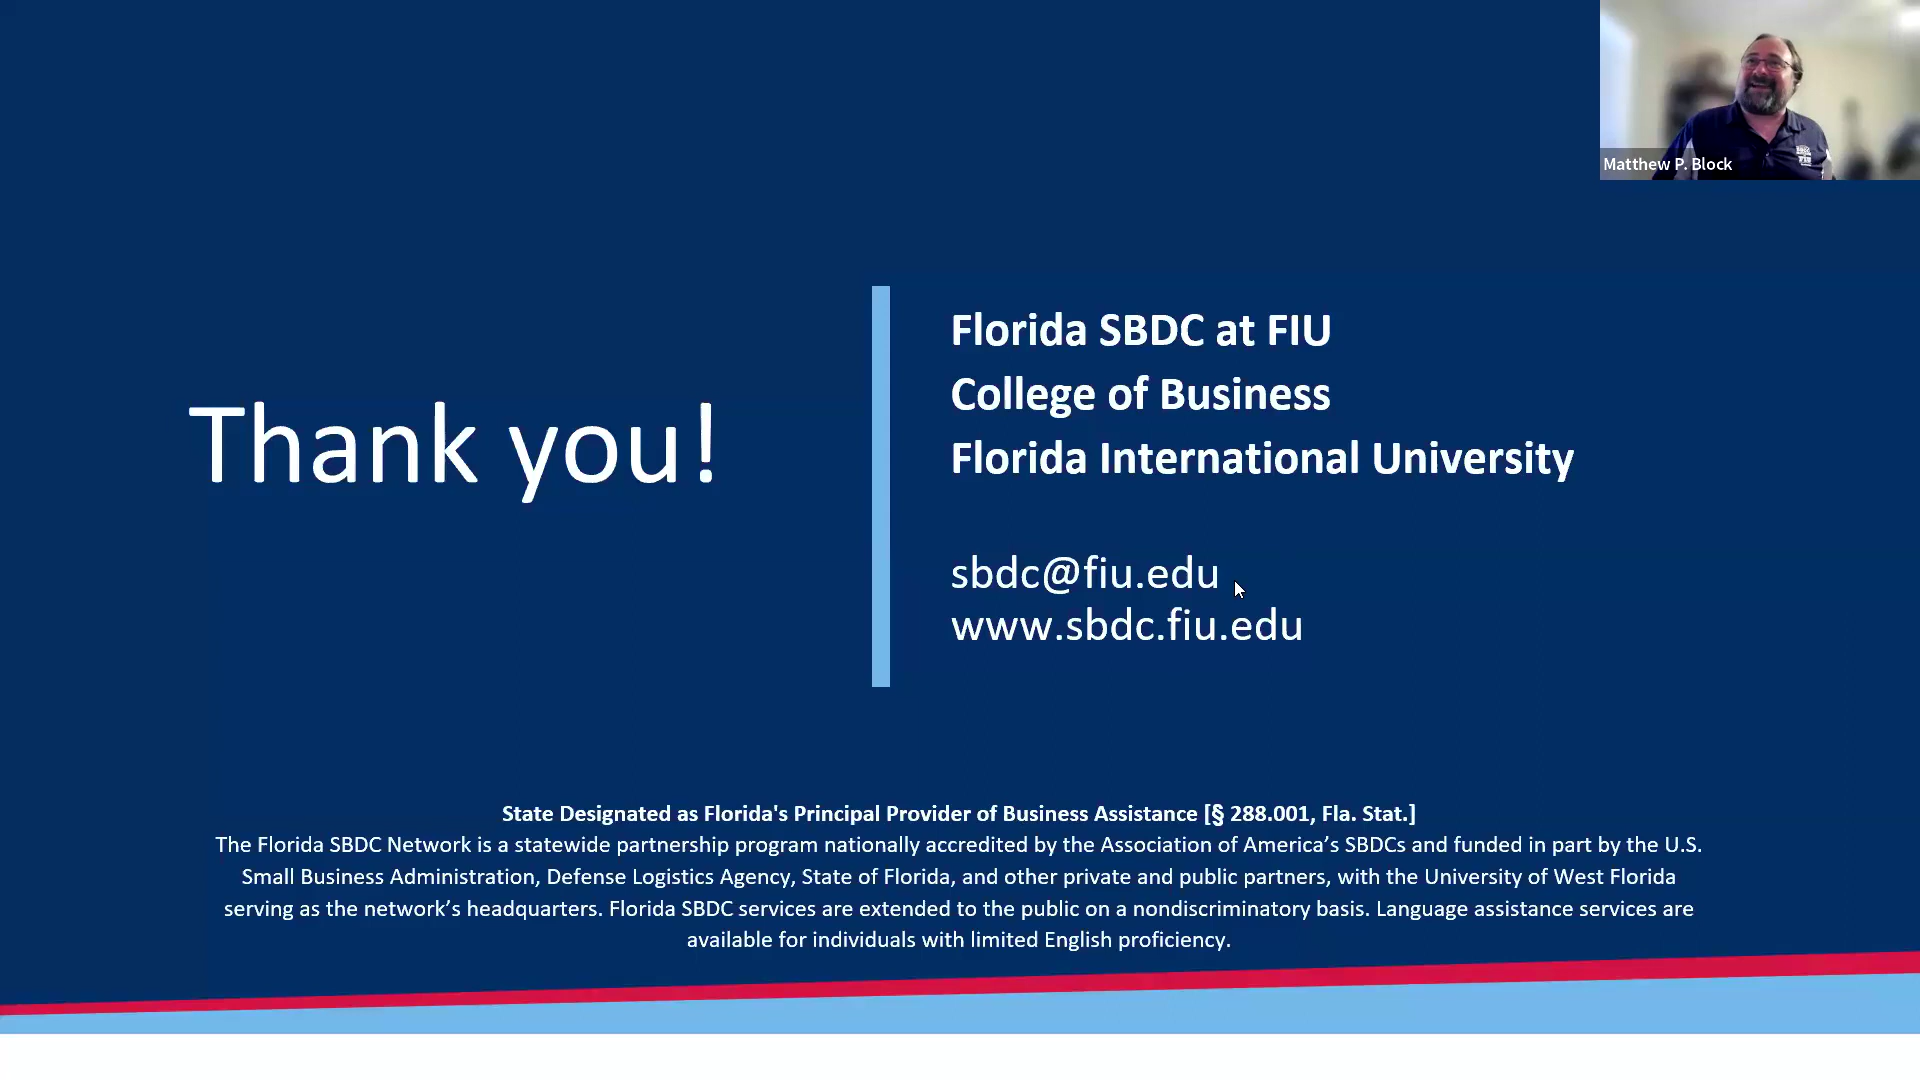 Matthew P. Block
FIU
Thank you!
Florida SBDC at FIU
College of Business
Florida International University
sbdc@fiu.edu
www.sbdc.fiu.edu
State Designated as Florida's Principal Provider of Business Assistance [§ 288.001, Fla. Stat.]
The Florida SBDC Network is a statewide partnership program nationally accredited by the Association of America’s SBDCs and funded in part by the U.S.
Small Business Administration, Defense Logistics Agency, State of Florida, and other private and public partners, with the University of West Florida
serving as the network’s headquarters. Florida SBDC services are extended to the public on a nondiscriminatory basis. Language assistance services are
available for individuals with limited English proficiency.